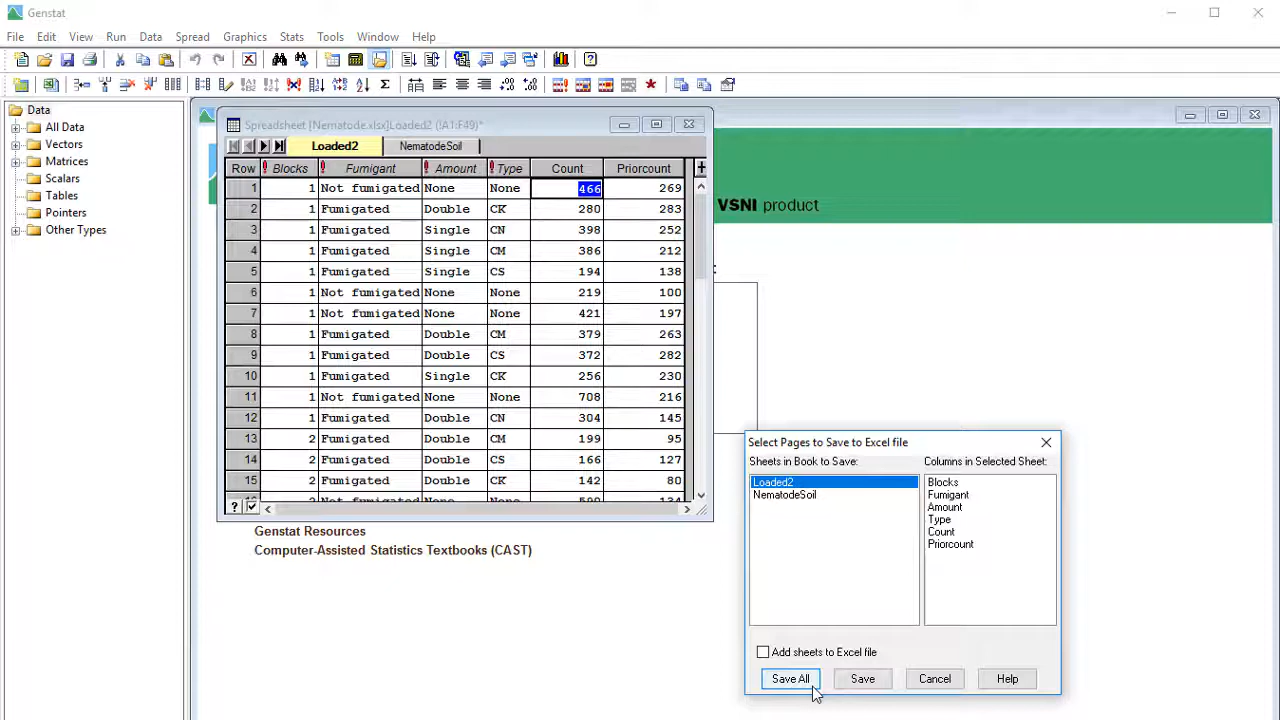 Genstat
File Edit View Run Data Spread Graphics Stats Tools Window Help
Data
All Data
Vectors
Matrices
Scalars
Tables
Pointers
Other Types
Spreadsheet [Nematode.xlsx]Loaded2 (!A1:F49)*
Loaded2 NematodeSoil
Row Blocks Fumigant Amount Type Count Priorcount
1 1 Not fumigated None None 466 269
2 1 Fumigated Double CK 280 283
3 1 Fumigated Single CN 398 252
4 1 Fumigated Single CM 386 212
5 1 Fumigated Single CS 194 138
6 1 Not fumigated None None 219 100
7 1 Not fumigated None None 421 197
8 1 Fumigated Double CM 379 263
9 1 Fumigated Double CS 372 282
10 1 Fumigated Single CK 256 230
11 1 Not fumigated None None 708 216
12 1 Fumigated Double CN 304 145
13 2 Fumigated Double CM 199 95
14 2 Fumigated Double CS 166 127
15 2 Fumigated Double CK 142 80
VSNI product
Genstat Resources
Computer-Assisted Statistics Textbooks (CAST)
Select Pages to Save to Excel file
Sheets in Book to Save: Columns in Selected Sheet:
Loaded2
NematodeSoil
Blocks
Fumigant
Amount
Type
Count
Priorcount
Add sheets to Excel file
Save All Save Cancel Help